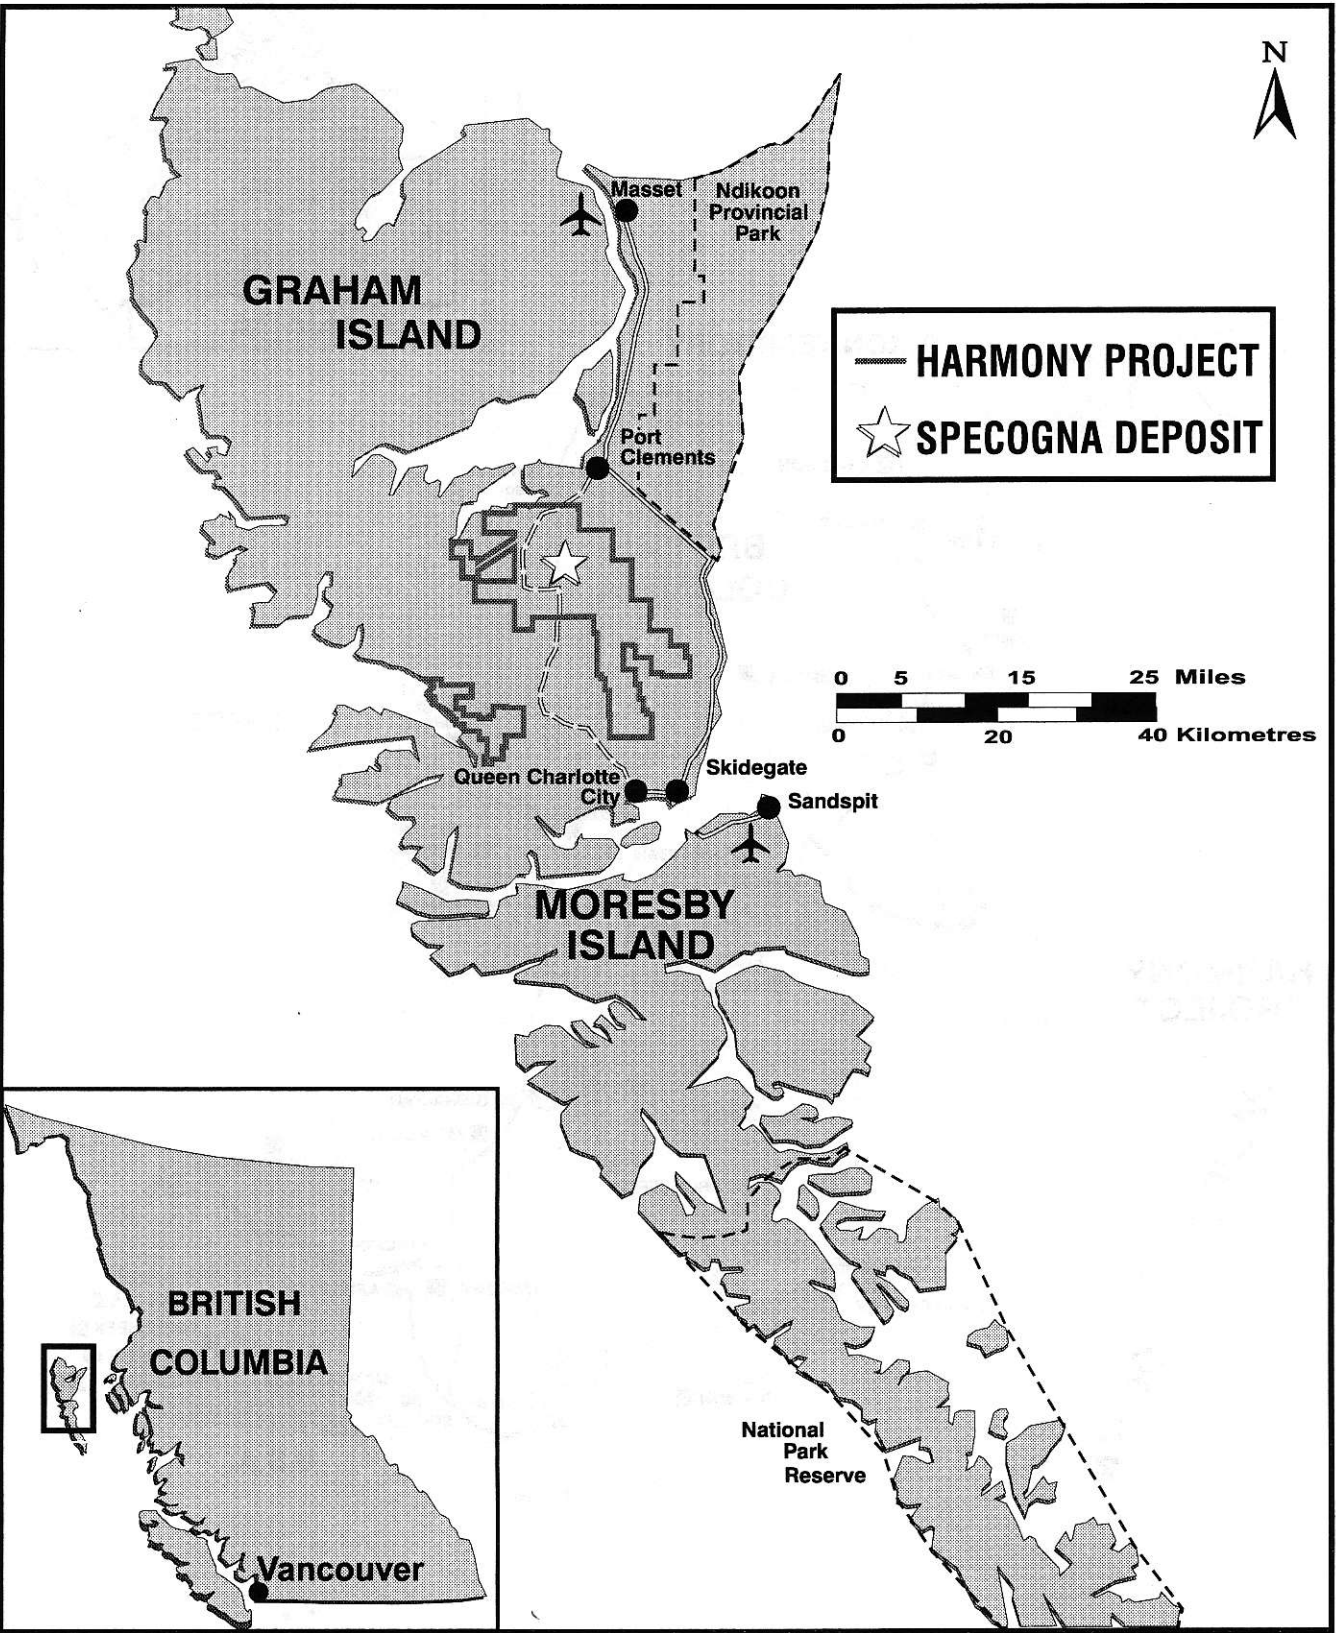 N
Masset
Ndikoon
Provincial
Park
GRAHAM
ISLAND
HARMONY PROJECT
SPECOGNA DEPOSIT
Port
Clements
0 5 15 25 Miles
0 20 40 Kilometres
Queen Charlotte
City
Skidegate
Sandspit
MORESBY
ISLAND
BRITISH
COLUMBIA
Vancouver
National
Park
Reserve